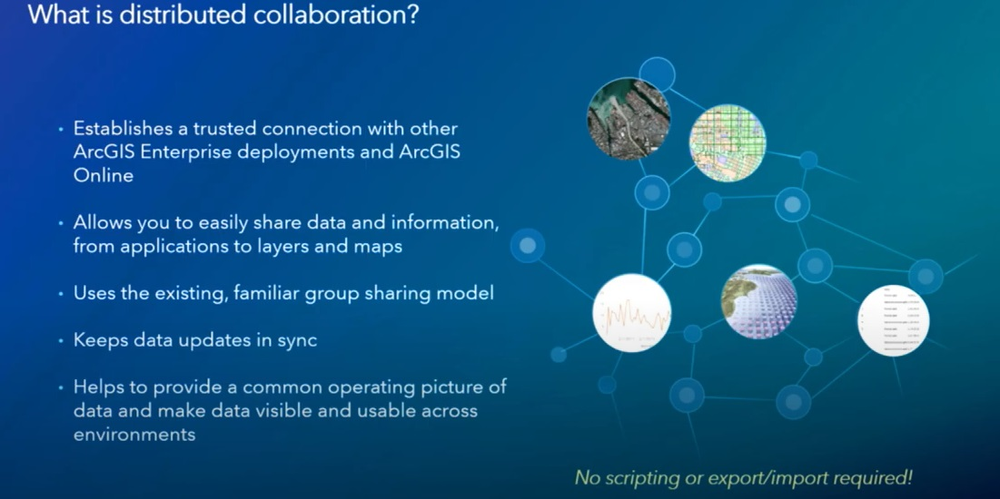 What is distributed collaboration?
• Establishes a trusted connection with other
ArcGIS Enterprise deployments and ArcGIS
Online
• Allows you to easily share data and information,
from applications to layers and maps
• Uses the existing, familiar group sharing model
• Keeps data updates in sync
• Helps to provide a common operating picture of
data and make data visible and usable across
environments
No scripting or export/import required!